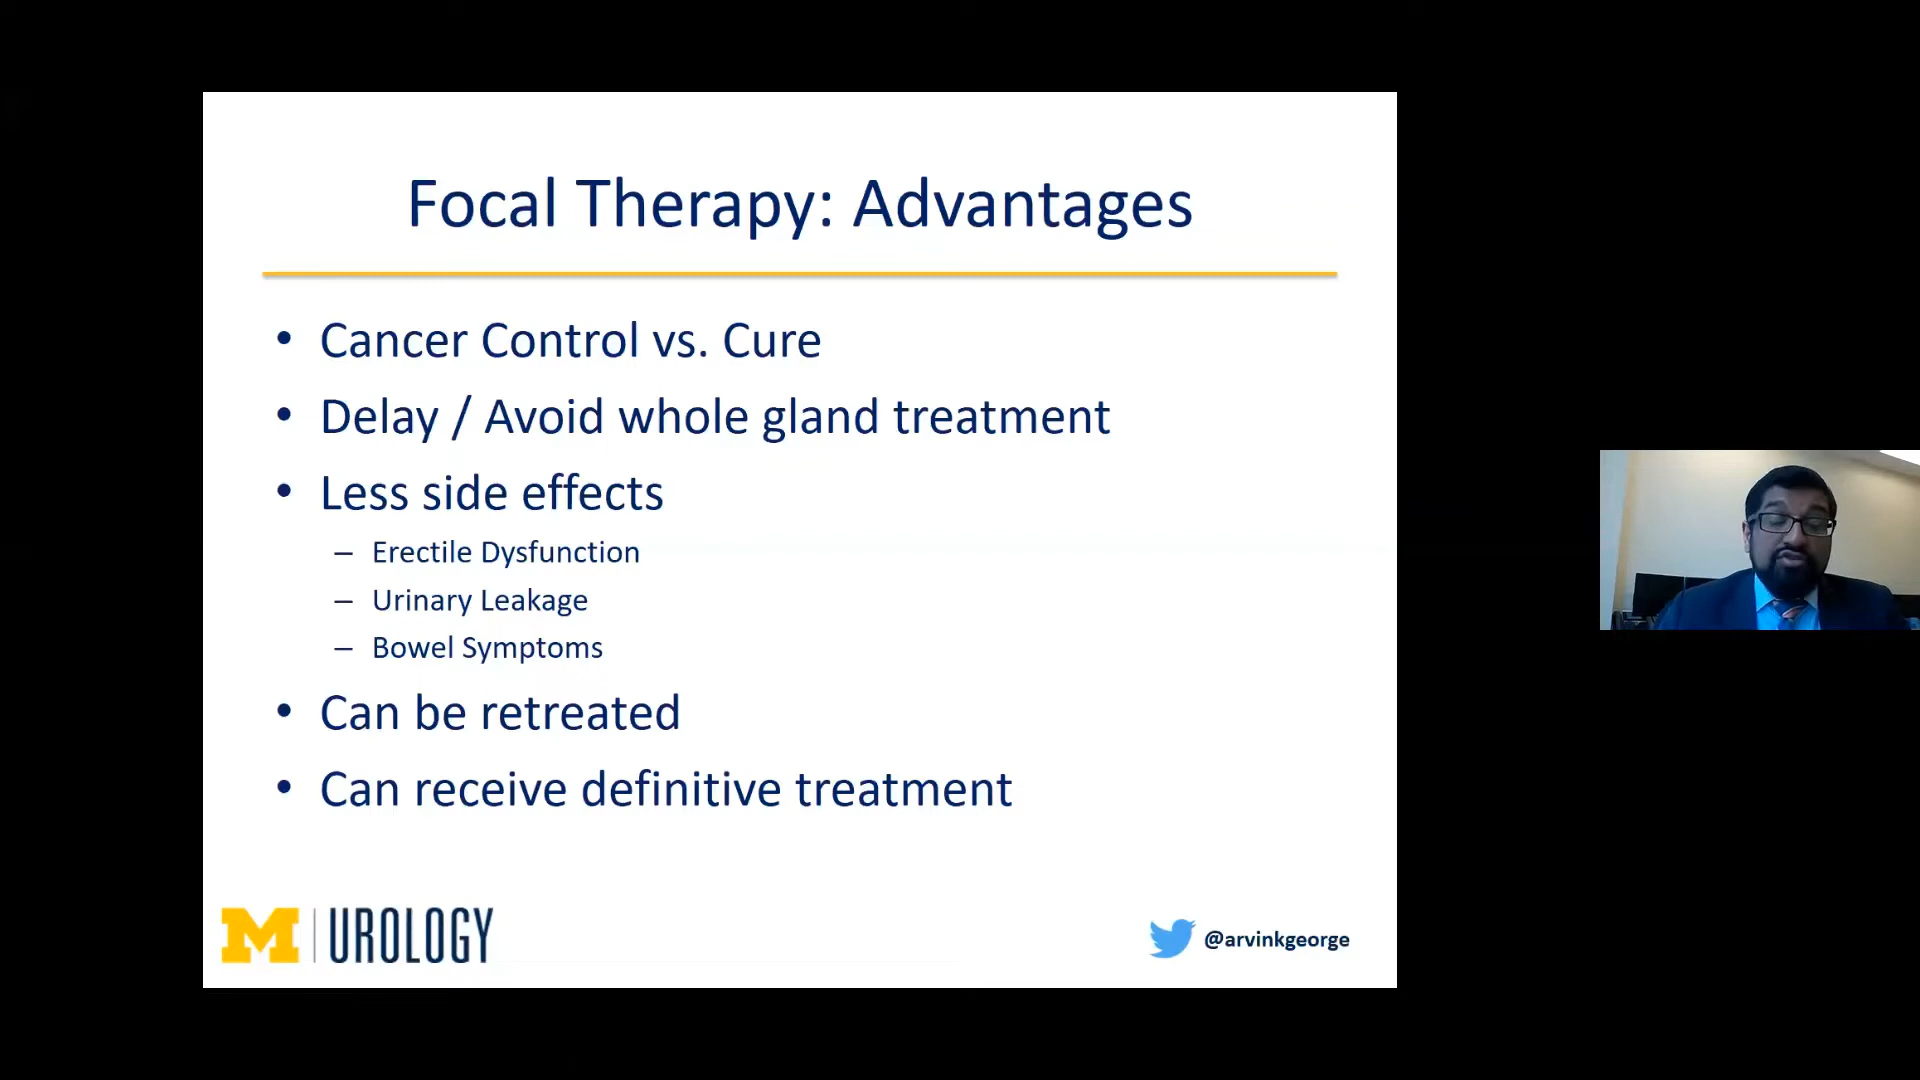 Focal Therapy: Advantages
• Cancer Control vs. Cure
• Delay / Avoid whole gland treatment
• Less side effects
– Erectile Dysfunction
– Urinary Leakage
– Bowel Symptoms
• Can be retreated
• Can receive definitive treatment
M | UROLOGY
@arvinkgeorge